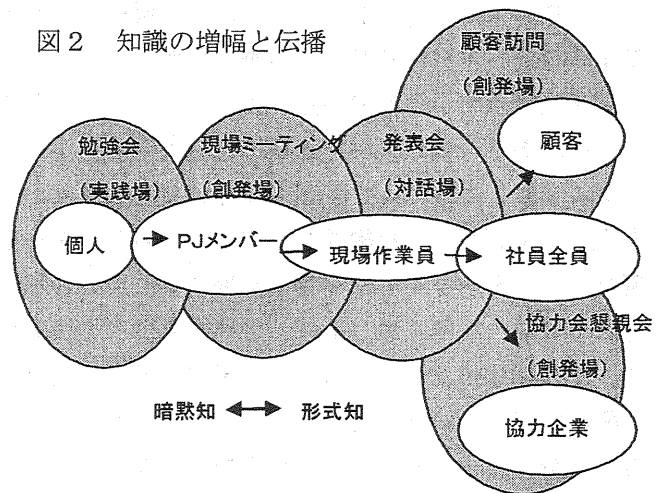 図2 知識の増幅と伝播
顧客訪問
(創発場)
顧客
勉強会
(実践場)
個人
現場ミーティング
(創発場)
PJメンバー
発表会
(対話場)
現場作業員
社員全員
協力会懇親会
(創発場)
協力企業
暗黙知 ↔ 形式知